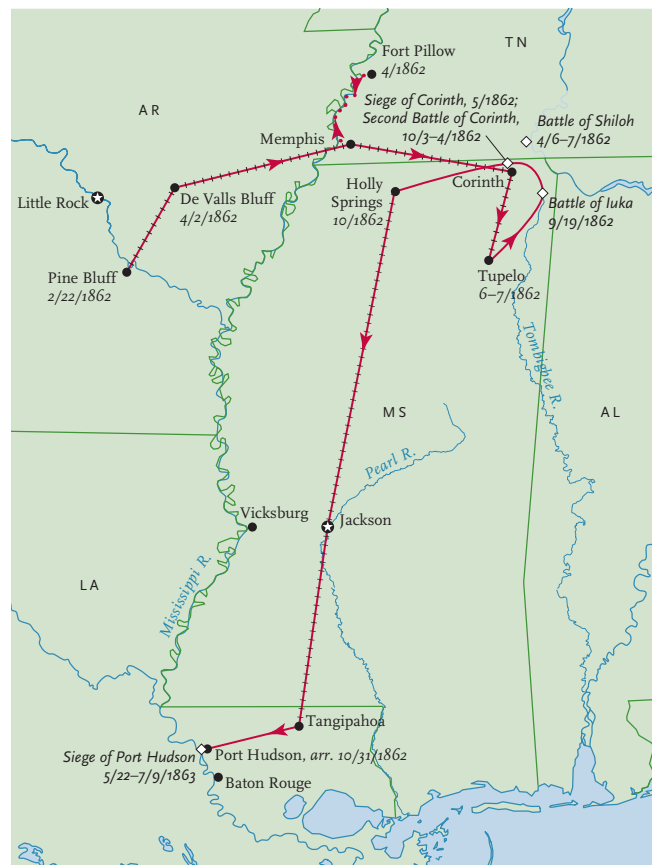 TN
Fort Pillow
4/1862
Siege of Corinth, 5/1862;
Second Battle of Corinth,
10/3–4/1862
Battle of Shiloh
4/6–7/1862
AR
Memphis
Corinth
Holly
Springs
10/1862
Battle of Iuka
9/19/1862
Little Rock
De Valls Bluff
4/2/1862
Pine Bluff
2/22/1862
Tupelo
6–7/1862
Tombigbee R.
MS
AL
Pearl R.
Vicksburg
Jackson
Mississippi R.
LA
Tangipahoa
Siege of Port Hudson
5/22–7/9/1863
Port Hudson, arr. 10/31/1862
Baton Rouge